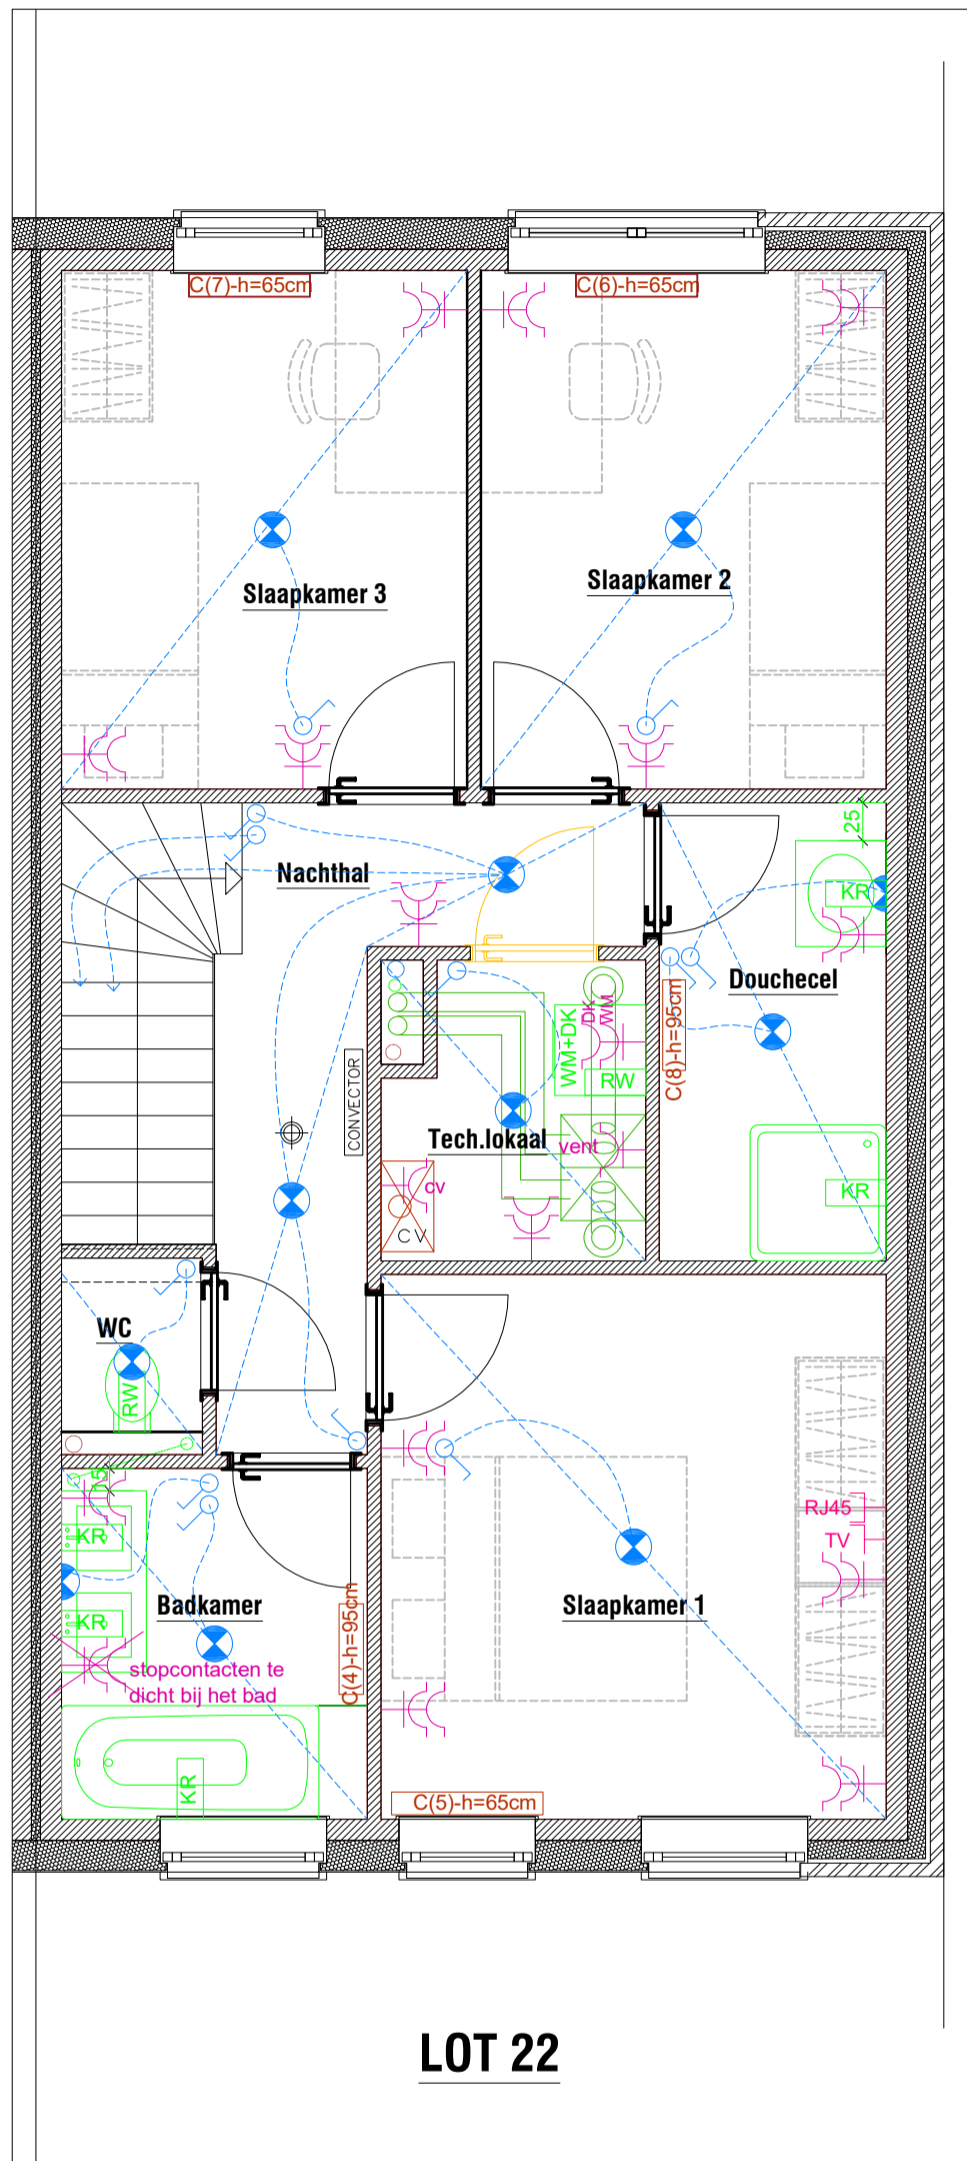 C(7)-h=65cm
C(6)-h=65cm
Slaapkamer 3
Slaapkamer 2
25
Nachthal
KR
Douchecel
C(8)-h=95cm
DK
WM
WM+DK
RW
CONVECTOR
Tech.lokaal
vent
cv
CV
KR
WC
RW
15
KR
RJ45
TV
Badkamer
KR
Slaapkamer 1
C(4)-h=95cm
stopcontacten te
dicht bij het bad
KR
C(5)-h=65cm
LOT 22